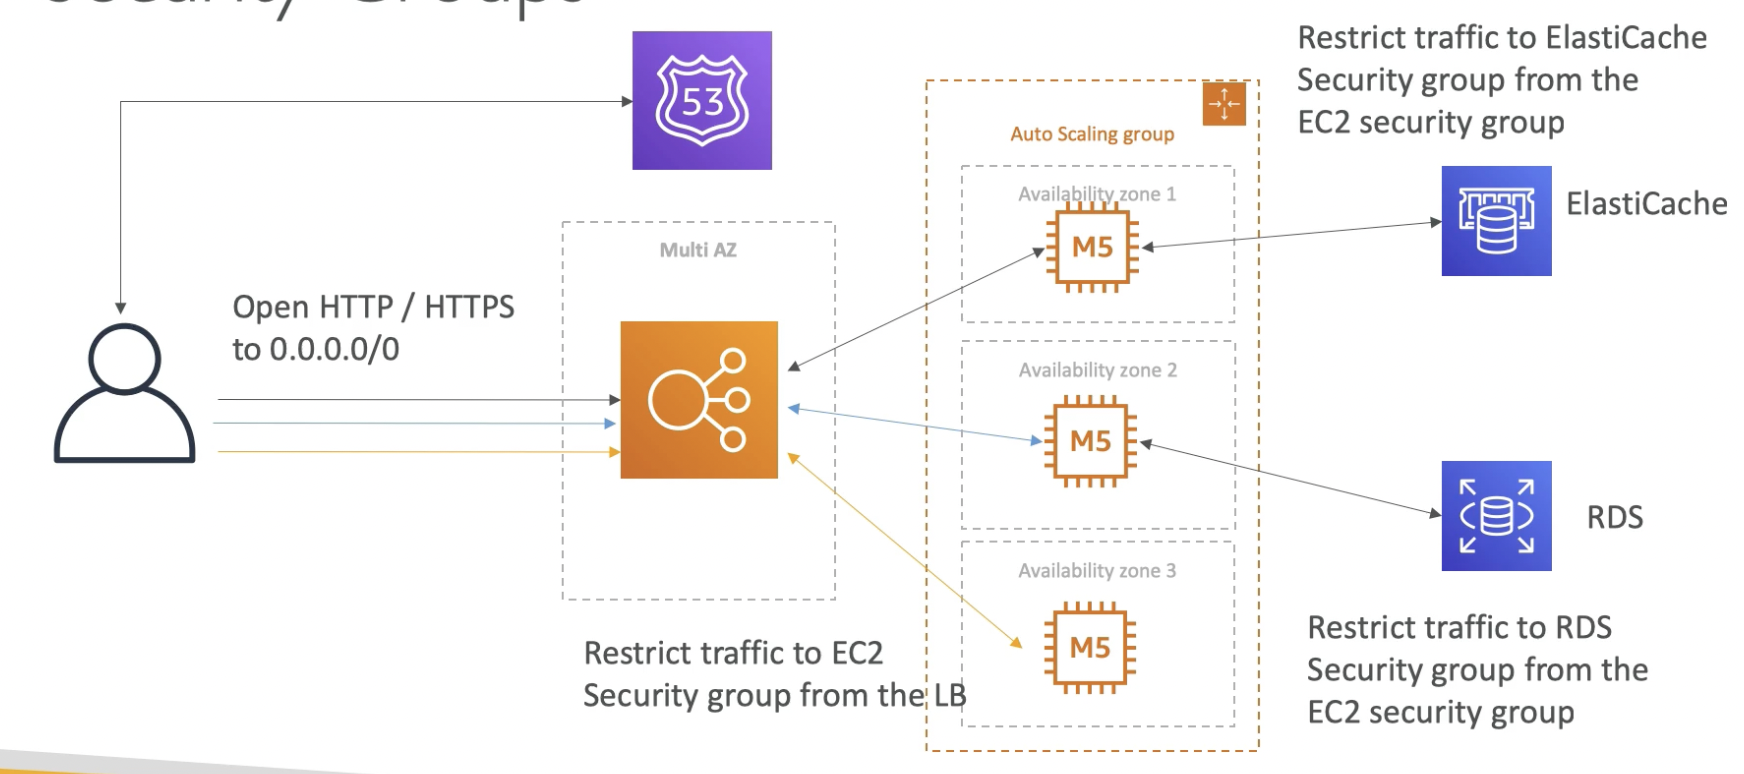 Security Groups
53
Restrict traffic to ElastiCache
Security group from the
EC2 security group
Auto Scaling group
Availability zone 1
M5
ElastiCache
Multi AZ
Open HTTP / HTTPS
to 0.0.0.0/0
Availability zone 2
M5
RDS
Availability zone 3
M5
Restrict traffic to EC2
Security group from the LB
Restrict traffic to RDS
Security group from the
EC2 security group